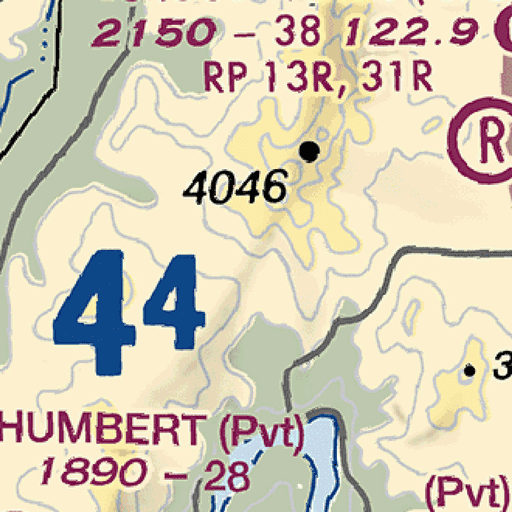 2150 - 38 122.9
RP 13R, 31R
R
4046
44
HUMBERT (Pvt)
1890 - 28
(Pvt)